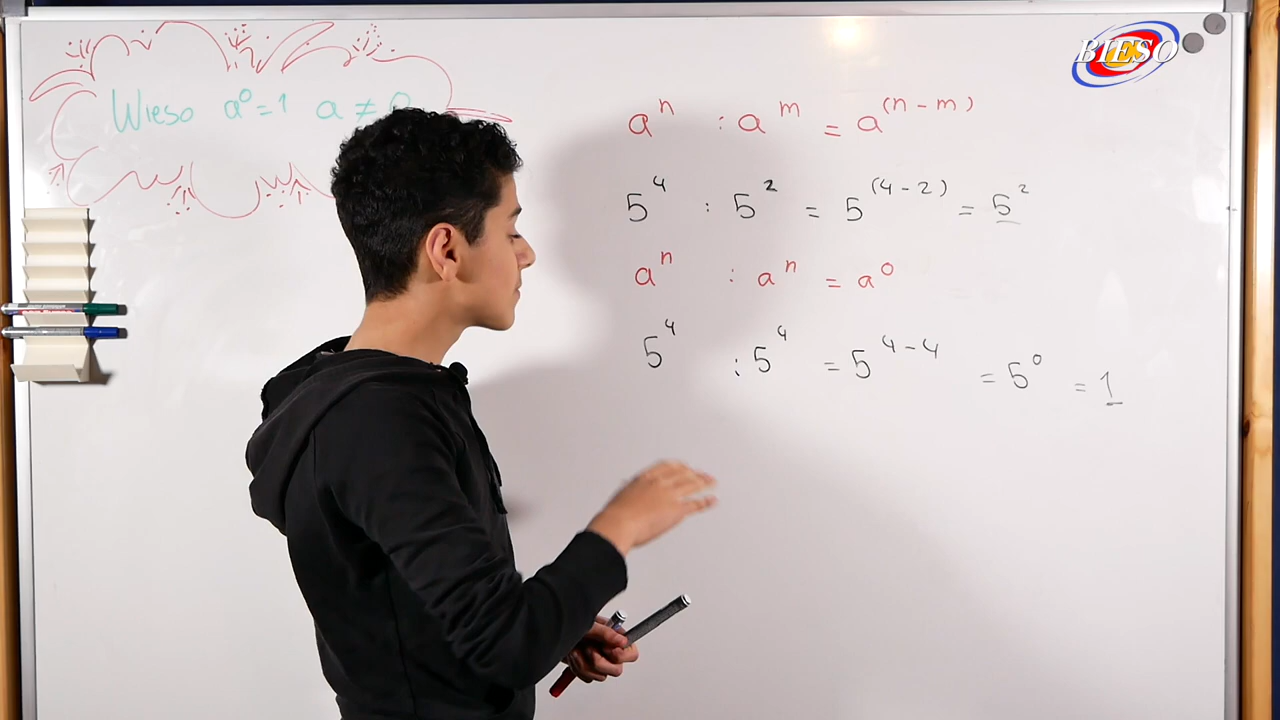 BIESO
Wieso a⁰ = 1 a ≠ 0
aⁿ : aᵐ = a⁽ⁿ⁻ᵐ⁾
5⁴ : 5² = 5⁽⁴⁻²⁾ = 5²
aⁿ : aⁿ = a⁰
5⁴ : 5⁴ = 5⁴⁻⁴ = 5⁰ = 1